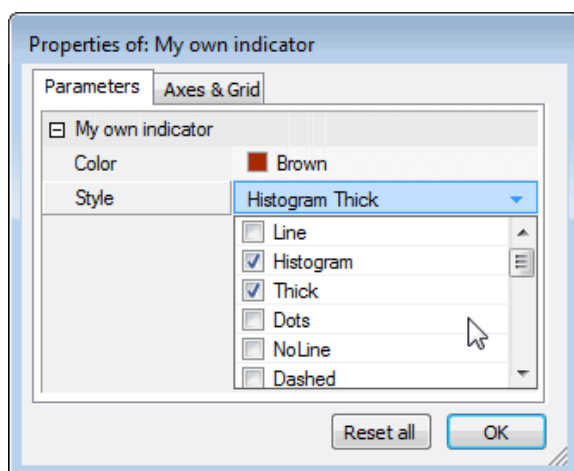 Properties of: My own indicator
Parameters Axes & Grid
My own indicator
Color Brown
Style Histogram Thick
Line
Histogram
Thick
Dots
NoLine
Dashed
Reset all OK